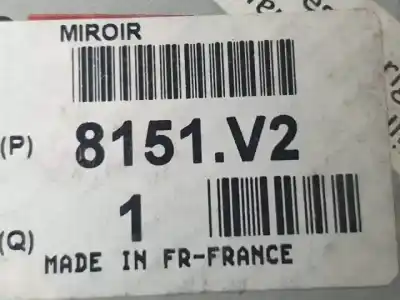 MIROIR
(P) 8151.V2
(Q) 1
MADE IN FR-FRANCE